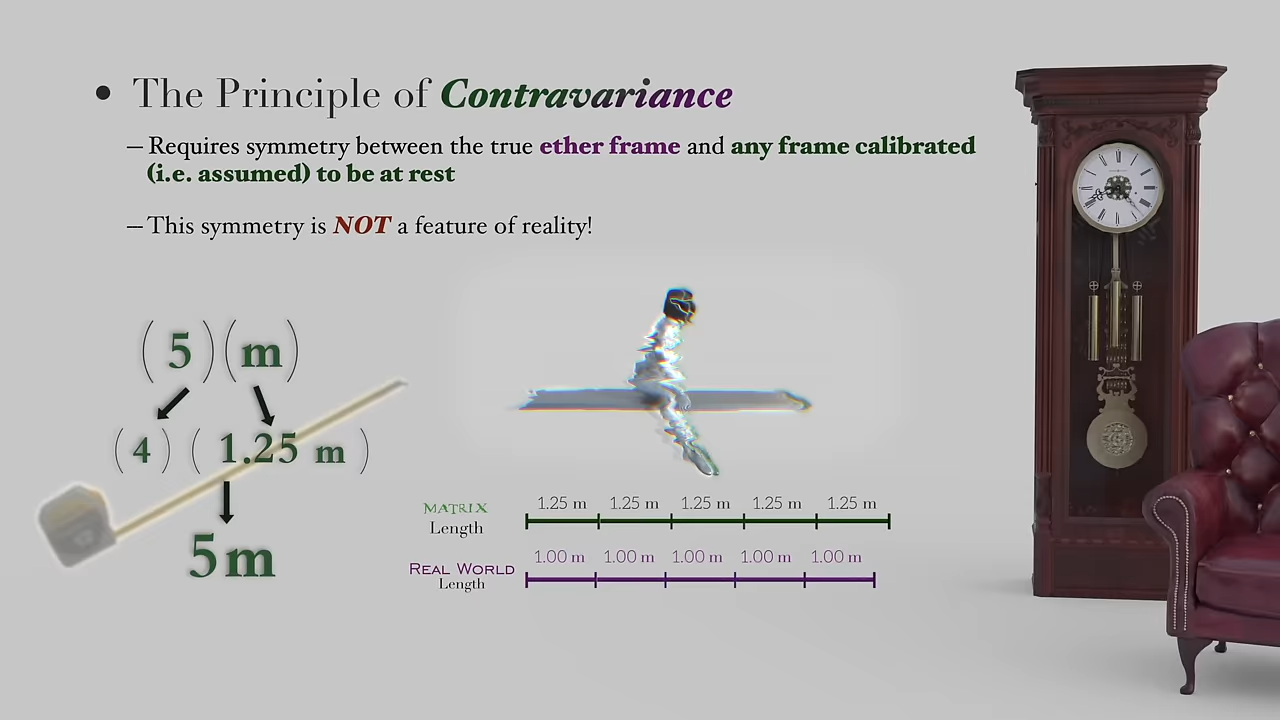 • The Principle of Contravariance
– Requires symmetry between the true ether frame and any frame calibrated
(i.e. assumed) to be at rest
– This symmetry is NOT a feature of reality!
(5)(m)
(4) (1.25 m)
5m
MATRIX
Length
1.25 m 1.25 m 1.25 m 1.25 m 1.25 m
REAL WORLD
Length
1.00 m 1.00 m 1.00 m 1.00 m 1.00 m